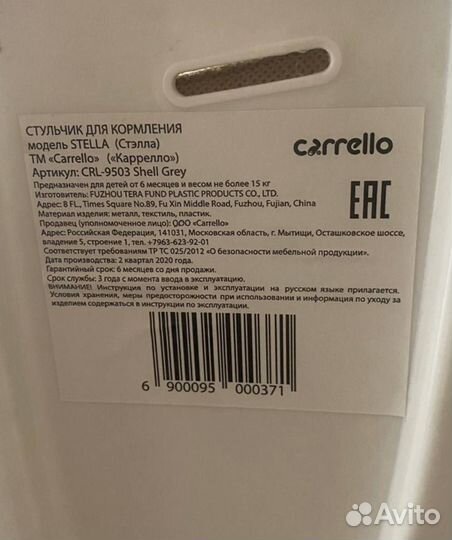 СТУЛЬЧИК ДЛЯ КОРМЛЕНИЯ
модель STELLA (Стэлла)
ТМ «Carrello» («Каррелло»)
Артикул: CRL-9503 Shell Grey
carrello
Предназначен для детей от 6 месяцев и весом не более 15 кг
Изготовитель: FUZHOU TERA FUND PLASTIC PRODUCTS CO., LTD.
Адрес: 8 FL., Times Square No.89, Fu Xin Middle Road, Fuzhou, Fujian, China
Материал изделия: металл, текстиль, пластик.
Продавец (уполномоченное лицо): ООО «Carrello»
Адрес: Российская Федерация, 141031, Московская область, г. Мытищи, Осташковское шоссе,
владение 5, строение 1, тел. +7963-623-92-01
Соответствует требованиям ТР ТС 025/2012 «О безопасности мебельной продукции».
Дата производства: 2 квартал 2020 года.
Гарантийный срок: 6 месяцев со дня продажи.
Срок службы: 3 года с момента ввода в эксплуатацию.
ВНИМАНИЕ! Инструкция по установке и эксплуатации на русском языке прилагается.
Условия хранения, меры предосторожности при использовании и информация по уходу за
изделием содержаться в инструкции по эксплуатации.
EAC
6 900095 000371
Avito